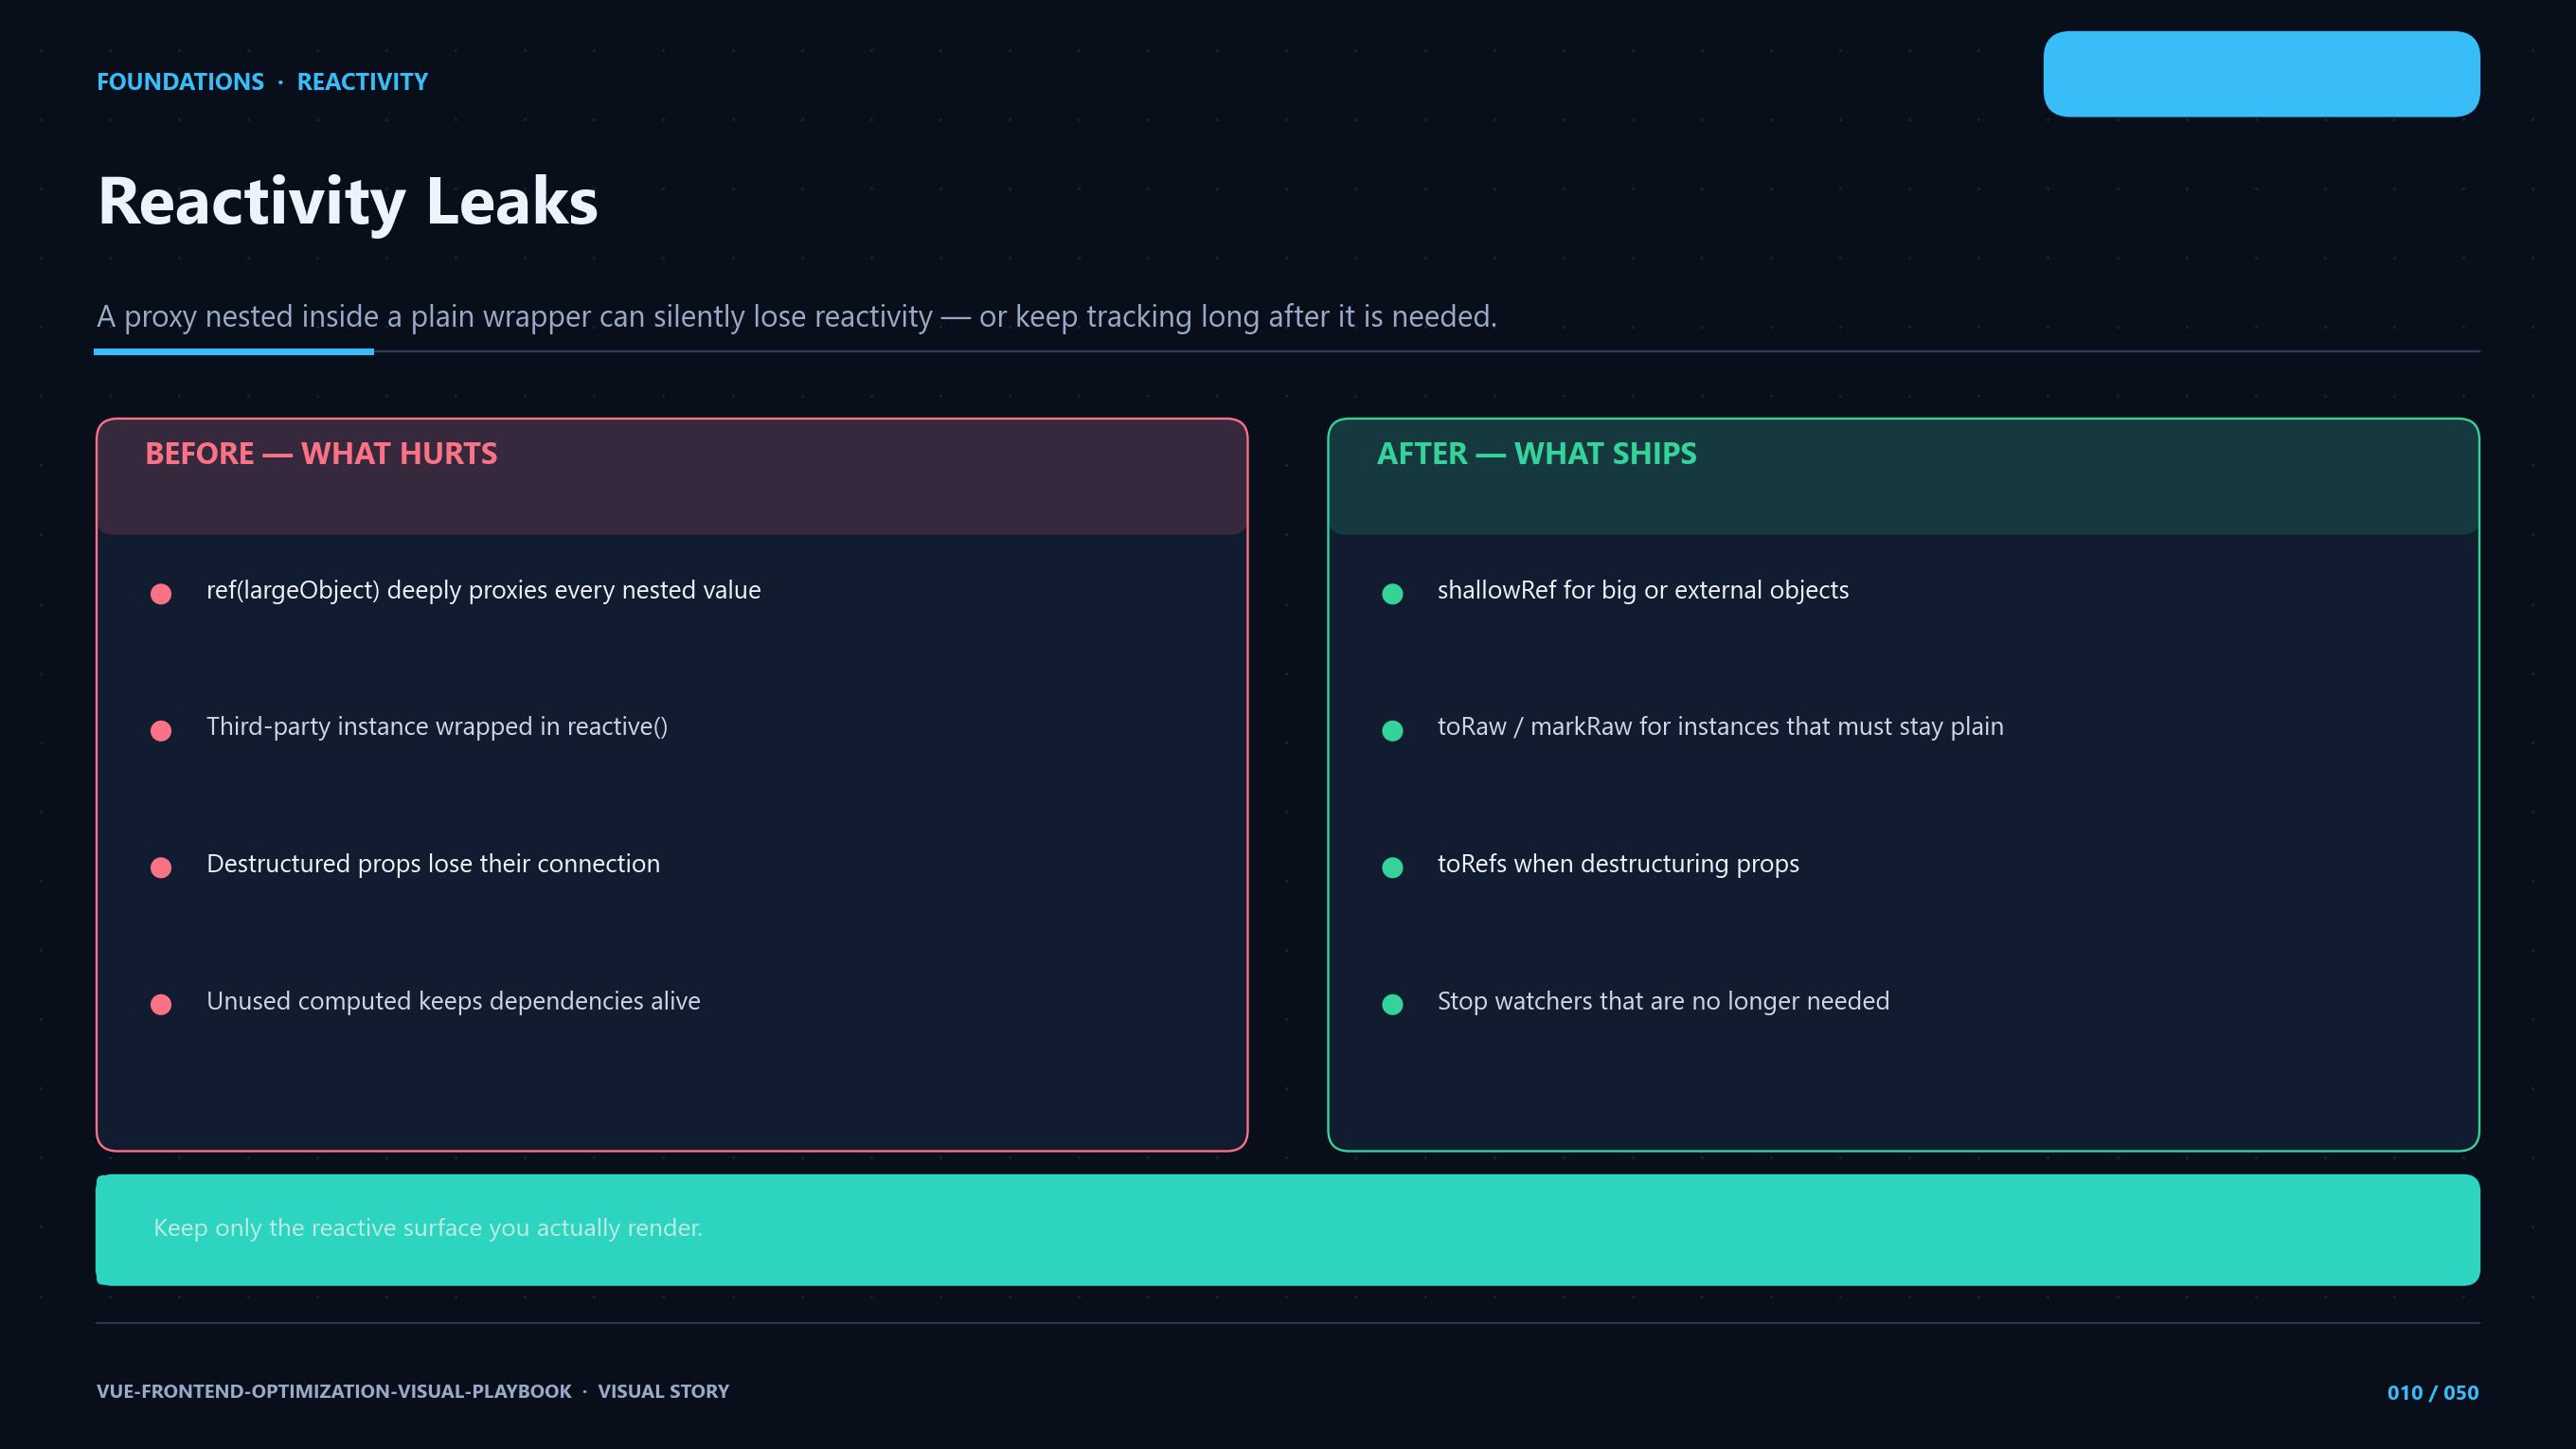 FOUNDATIONS · REACTIVITY
Reactivity Leaks
A proxy nested inside a plain wrapper can silently lose reactivity — or keep tracking long after it is needed.
BEFORE — WHAT HURTS
ref(largeObject) deeply proxies every nested value
Third-party instance wrapped in reactive()
Destructured props lose their connection
Unused computed keeps dependencies alive
AFTER — WHAT SHIPS
shallowRef for big or external objects
toRaw / markRaw for instances that must stay plain
toRefs when destructuring props
Stop watchers that are no longer needed
Keep only the reactive surface you actually render.
VUE-FRONTEND-OPTIMIZATION-VISUAL-PLAYBOOK · VISUAL STORY
010 / 050